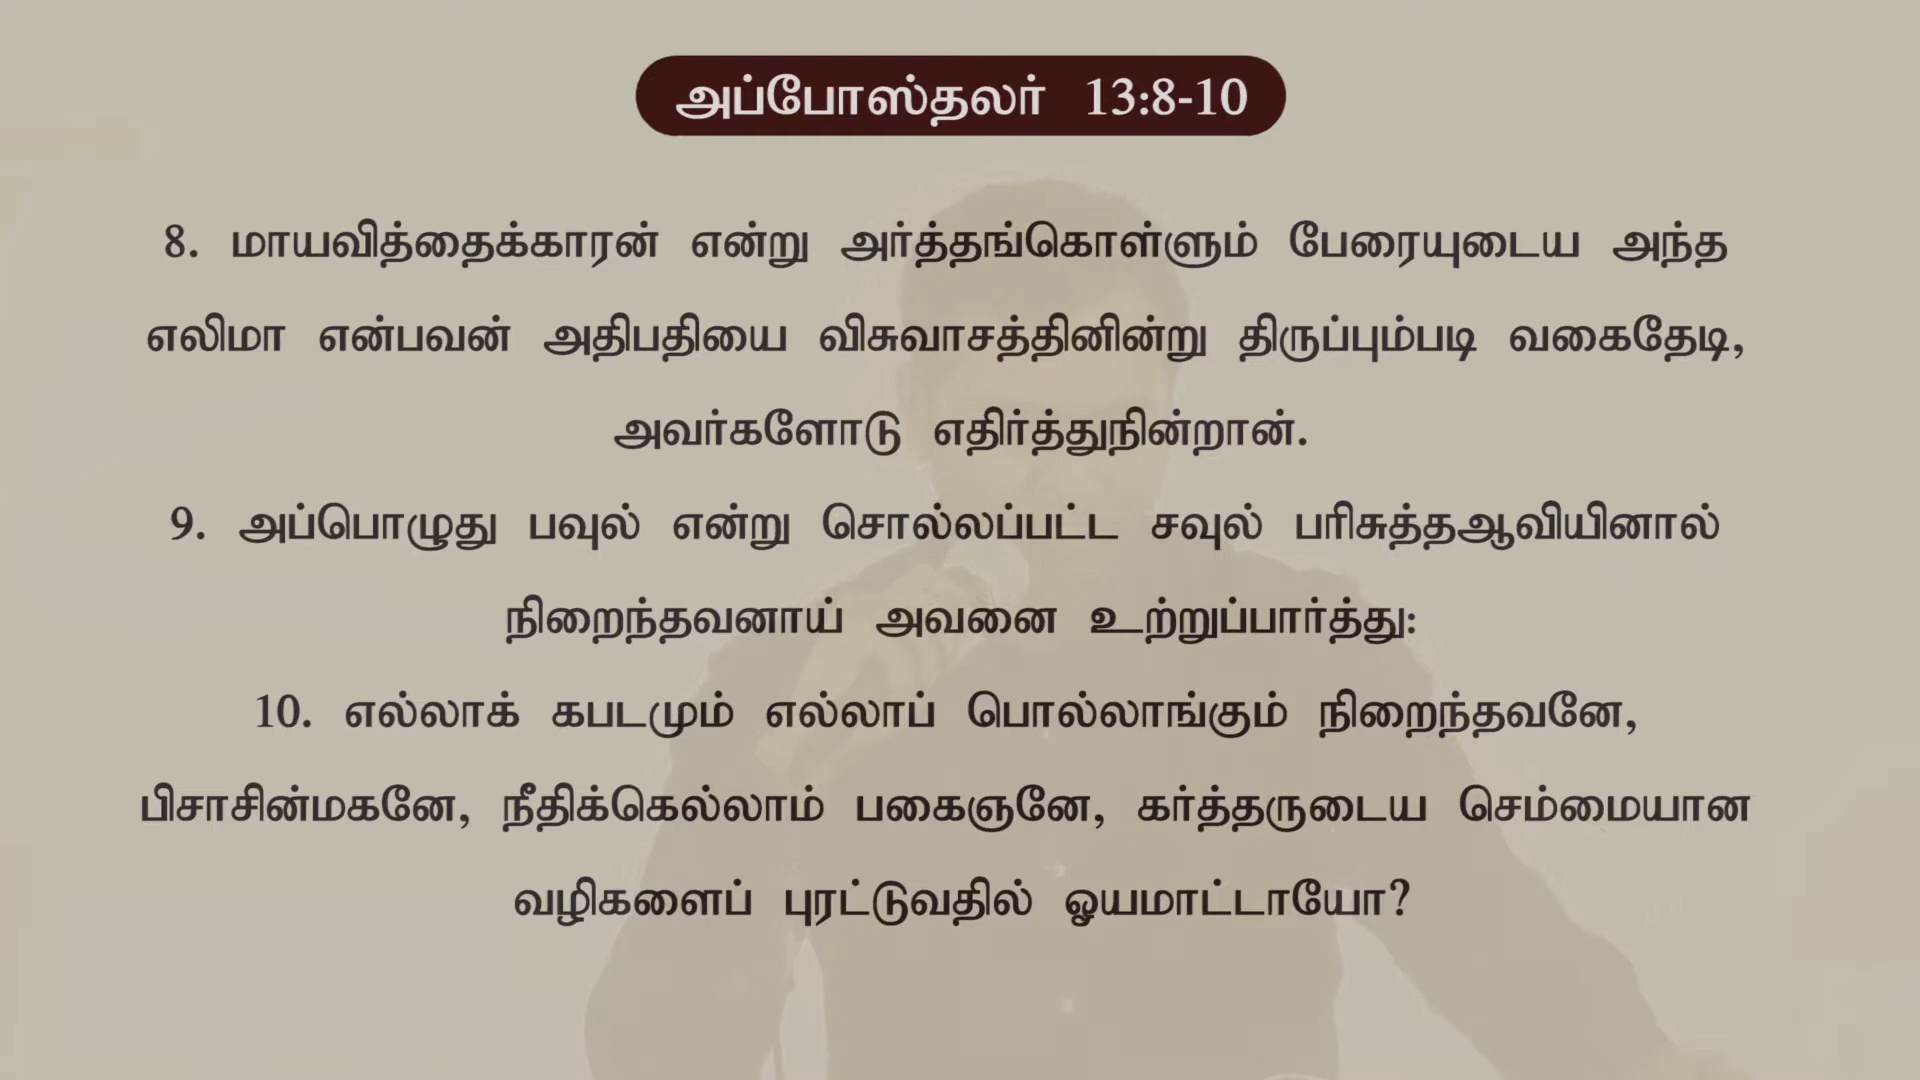 அப்போஸ்தலர் 13:8-10
8. மாயவித்தைக்காரன் என்று அர்த்தங்கொள்ளும் பேரையுடைய அந்த
எலிமா என்பவன் அதிபதியை விசுவாசத்தினின்று திருப்பும்படி வகைதேடி,
அவர்களோடு எதிர்த்துநின்றான்.
9. அப்பொழுது பவுல் என்று சொல்லப்பட்ட சவுல் பரிசுத்தஆவியினால்
நிறைந்தவனாய் அவனை உற்றுப்பார்த்து:
10. எல்லாக் கபடமும் எல்லாப் பொல்லாங்கும் நிறைந்தவனே,
பிசாசின்மகனே, நீதிக்கெல்லாம் பகைஞனே, கர்த்தருடைய செம்மையான
வழிகளைப் புரட்டுவதில் ஓயமாட்டாயோ?